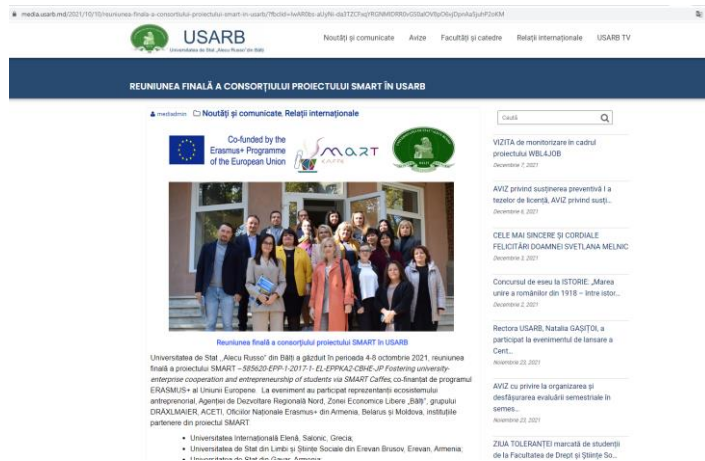 media.usarb.md/2021/10/10/reuniunea-finala-a-consortiului-proiectului-smart-in-usarb/
USARB
Universitatea de Stat „Alecu Russo” din Bălți
Noutăți și comunicate Avize Facultăți și catedre Relații internaționale USARB TV
REUNIUNEA FINALĂ A CONSORȚIULUI PROIECTULUI SMART ÎN USARB
mediadmin Noutăți și comunicate, Relații internaționale
Co-funded by the
Erasmus+ Programme
of the European Union
SMART
CAFFE
Reuniunea finală a consorțiului proiectului SMART în USARB
Universitatea de Stat „Alecu Russo” din Bălți a găzduit în perioada 4-8 octombrie 2021, reuniunea
finală a proiectului SMART –585620-EPP-1-2017-1- EL-EPPKA2-CBHE-JP Fostering university-
enterprise cooperation and entrepreneurship of students via SMART Caffes, co-finanțat de programul
ERASMUS+ al Uniunii Europene. La eveniment au participat reprezentanții ecosistemului
antreprenorial, Agenției de Dezvoltare Regională Nord, Zonei Economice Libere „Bălți”, grupului
DRÄXLMAIER, ACETI, Oficiilor Naționale Erasmus+ din Armenia, Belarus și Moldova, instituțiile
partenere din proiectul SMART:
• Universitatea Internațională Elenă, Salonic, Grecia;
• Universitatea de Stat de Limbi și Științe Sociale din Erevan Brusov, Erevan, Armenia;
• Universitatea de Stat din Gavar, Armenia;
Caută
VIZITA de monitorizare în cadrul
proiectului WBL4JOB
Decembrie 7, 2021
AVIZ privind susținerea preventivă I a
tezelor de licență, AVIZ privind susți...
Decembrie 6, 2021
CELE MAI SINCERE ȘI CORDIALE
FELICITĂRI DOAMNEI SVETLANA MELNIC
Decembrie 2, 2021
Concursul de eseu la ISTORIE: „Marea
unire a românilor din 1918 – între istor...
Decembrie 2, 2021
Rectora USARB, Natalia GAȘIȚOI, a
participat la evenimentul de lansare a
Cent...
Noiembrie 23, 2021
AVIZ cu privire la organizarea și
desfășurarea evaluării semestriale în
semes...
Noiembrie 23, 2021
ZIUA TOLERANȚEI marcată de studenții
de la Facultatea de Drept și Științe So...